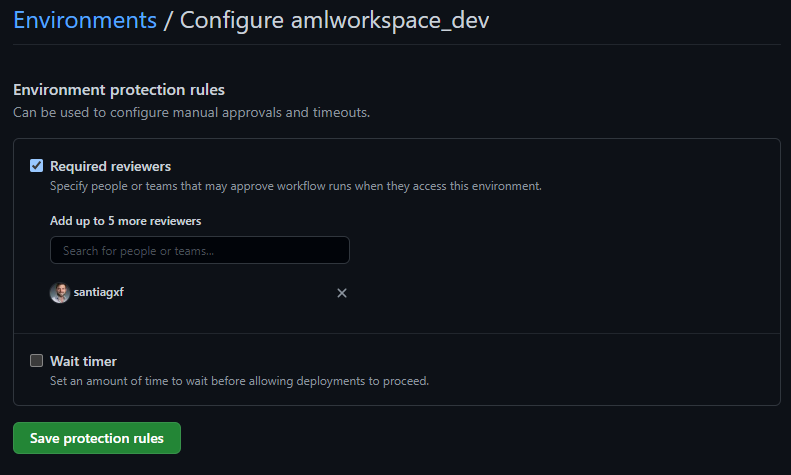 Environments / Configure amlworkspace_dev
Environment protection rules
Can be used to configure manual approvals and timeouts.
Required reviewers
Specify people or teams that may approve workflow runs when they access this environment.
Add up to 5 more reviewers
Search for people or teams...
santiagxf
Wait timer
Set an amount of time to wait before allowing deployments to proceed.
Save protection rules